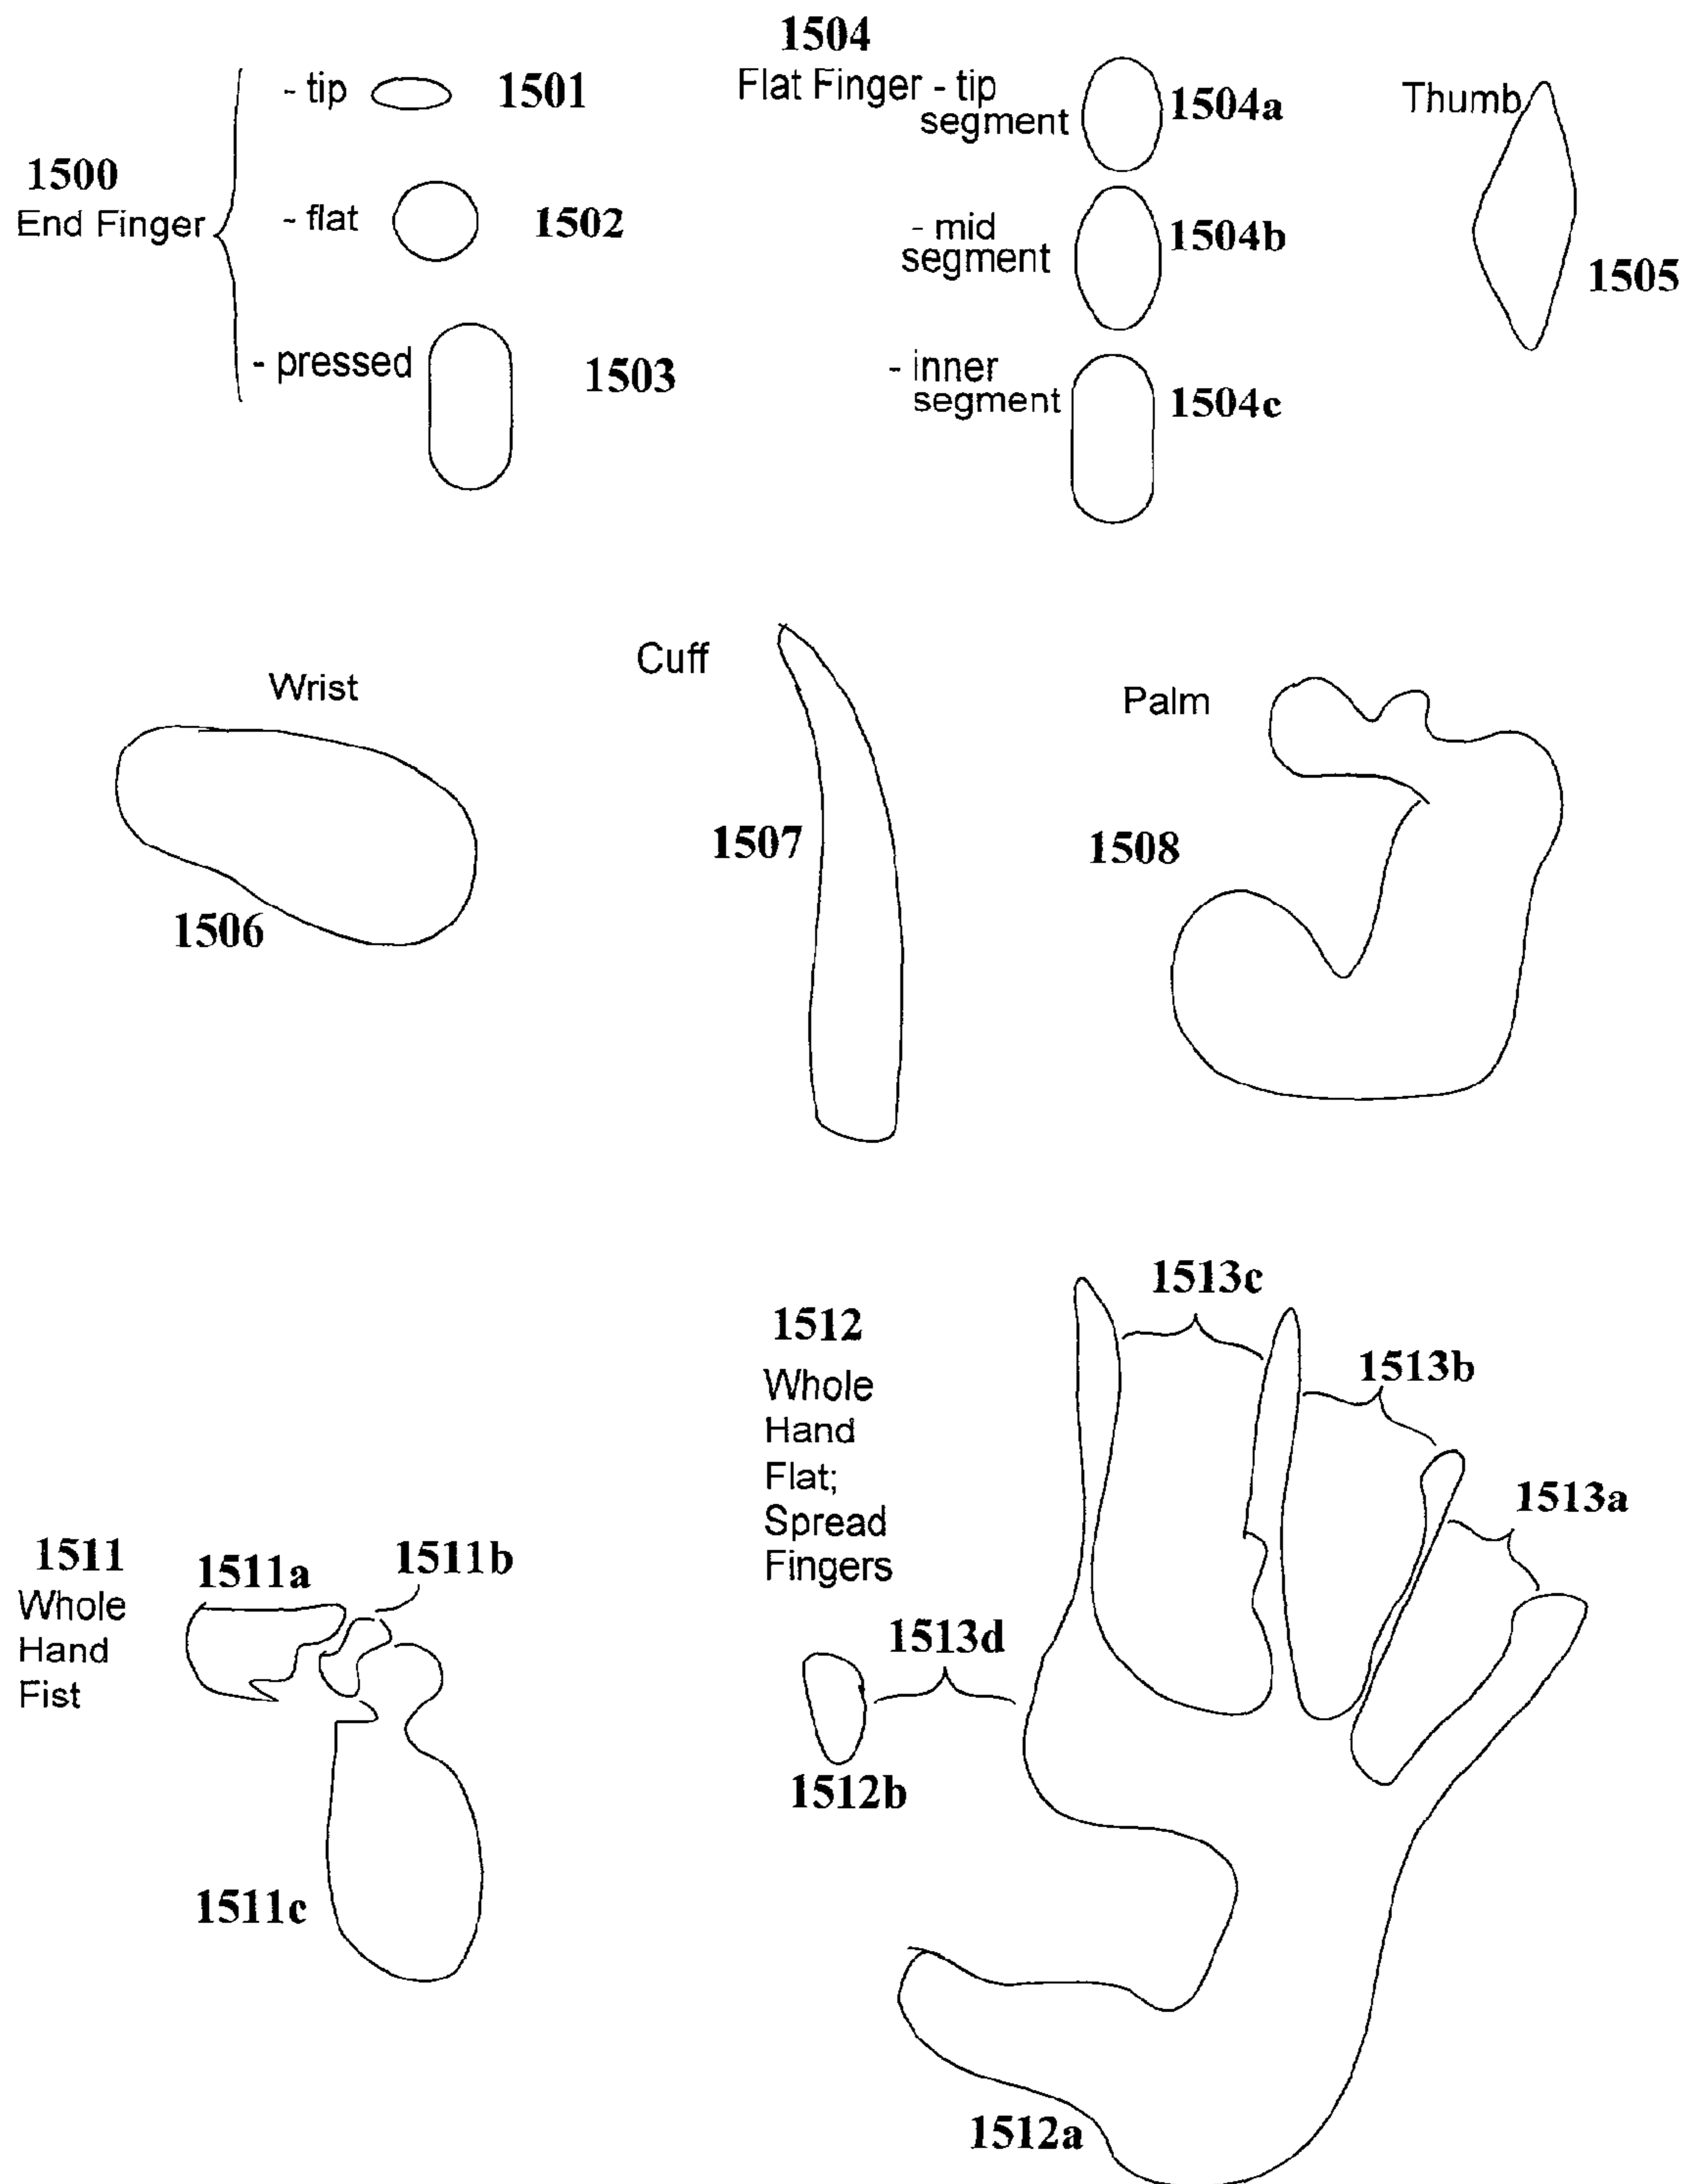 1500
End Finger
- tip 1501
- flat 1502
- pressed 1503
1504
Flat Finger - tip
segment 1504a
- mid
segment 1504b
- inner
segment 1504c
Thumb
1505
Wrist
1506
Cuff
1507
Palm
1508
1511
Whole
Hand
Fist
1511a
1511b
1511c
1512
Whole
Hand
Flat;
Spread
Fingers
1513c
1513b
1513a
1513d
1512b
1512a